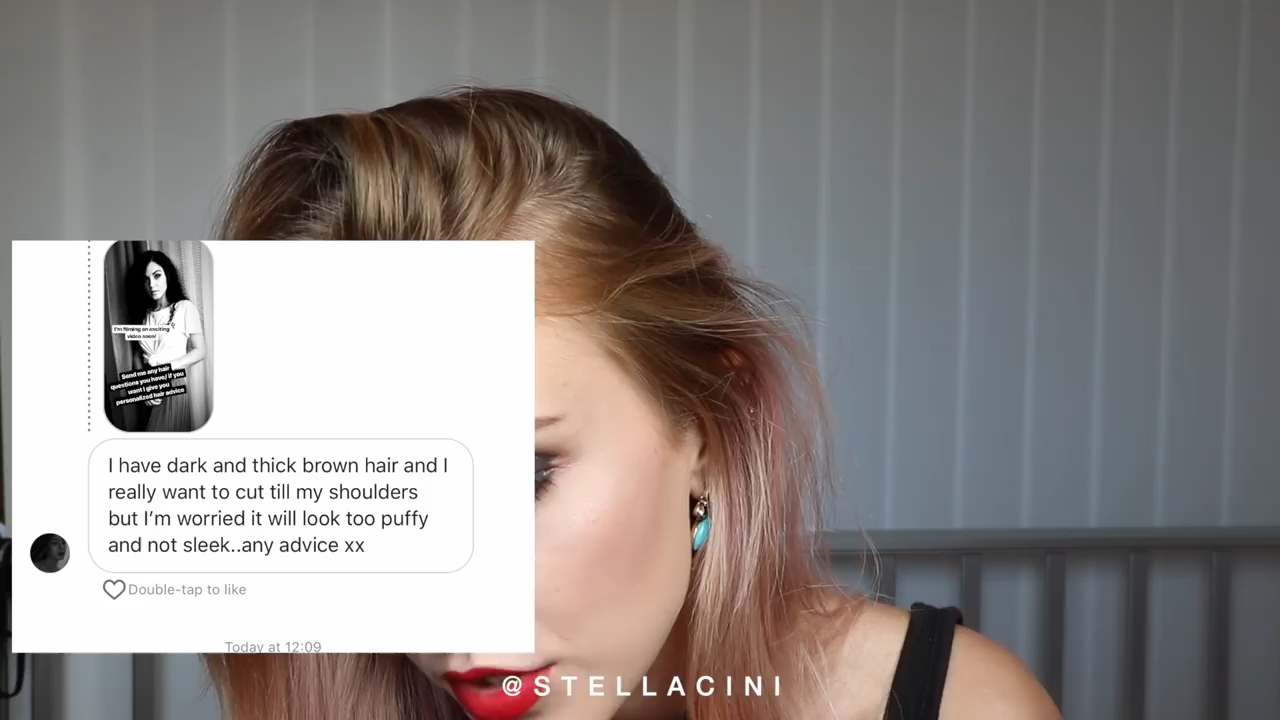 I'm filming an exciting
video soon!
Send me any hair
questions you have/ if you
want I give you
personalized hair advice
I have dark and thick brown hair and I
really want to cut till my shoulders
but I'm worried it will look too puffy
and not sleek..any advice xx
Double-tap to like
Today at 12:09
@STELLACINI